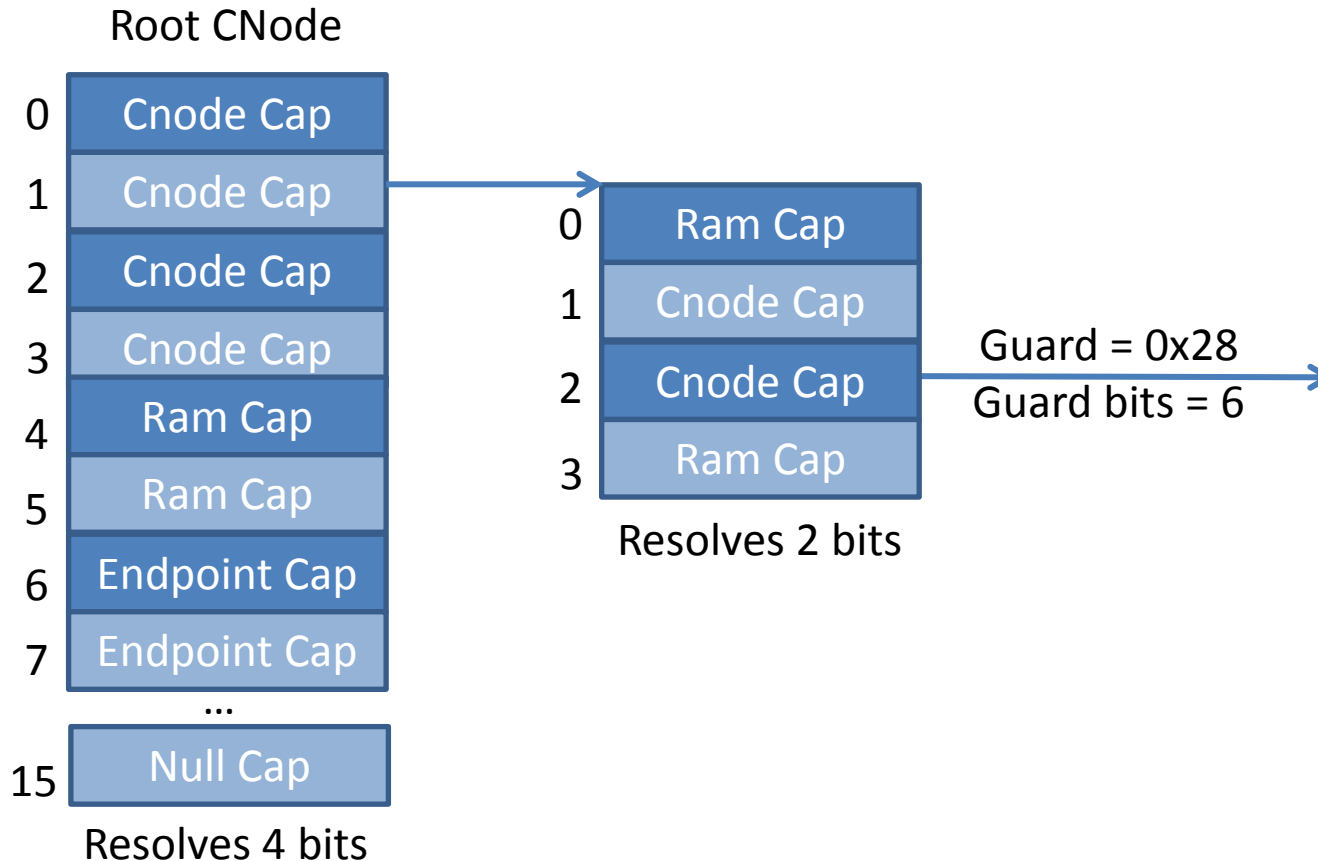 Root CNode
0 Cnode Cap
1 Cnode Cap
2 Cnode Cap
3 Cnode Cap
4 Ram Cap
5 Ram Cap
6 Endpoint Cap
7 Endpoint Cap
...
15 Null Cap
Resolves 4 bits
0 Ram Cap
1 Cnode Cap
2 Cnode Cap
3 Ram Cap
Resolves 2 bits
Guard = 0x28
Guard bits = 6